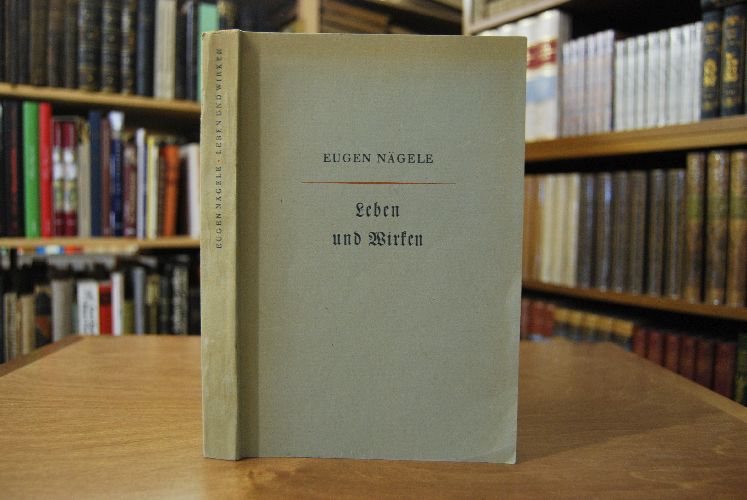 EUGEN NÄGELE · LEBEN UND WIRKEN
EUGEN NÄGELE
Leben
und Wirken